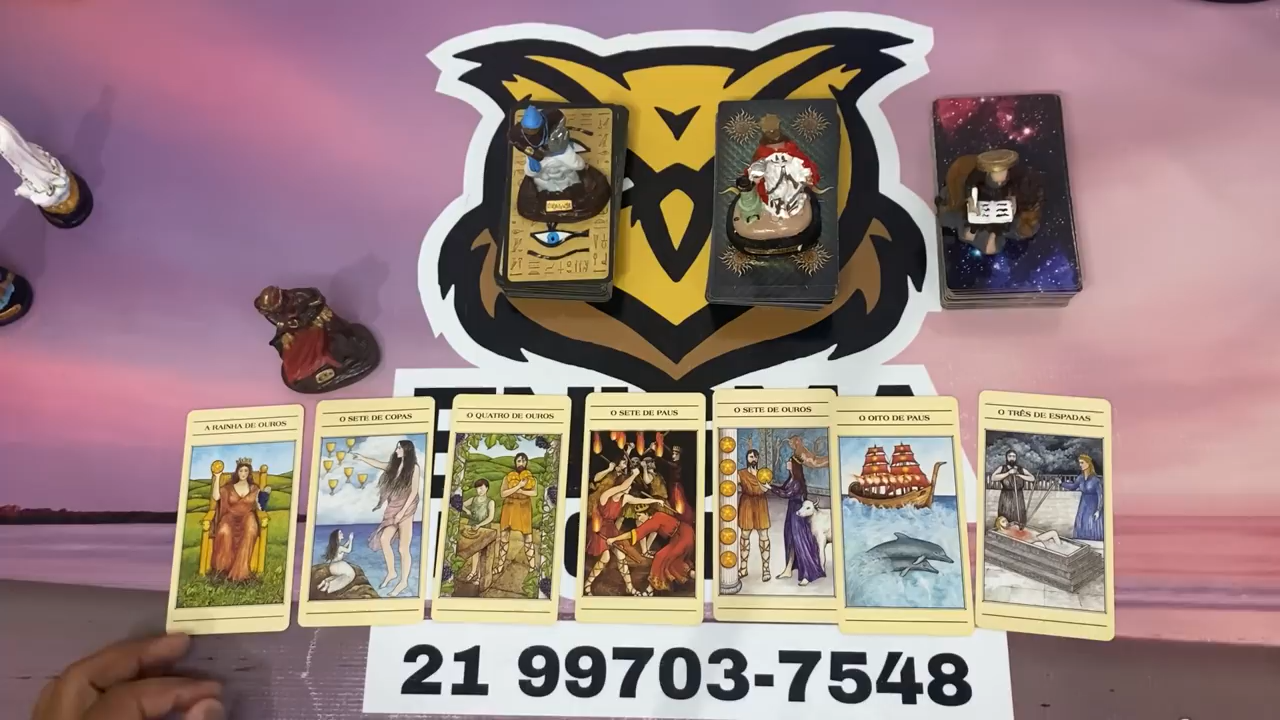 A RAINHA DE OUROS
O SETE DE COPAS
O QUATRO DE OUROS
O SETE DE PAUS
O SETE DE OUROS
O OITO DE PAUS
O TRÊS DE ESPADAS
21 99703-7548